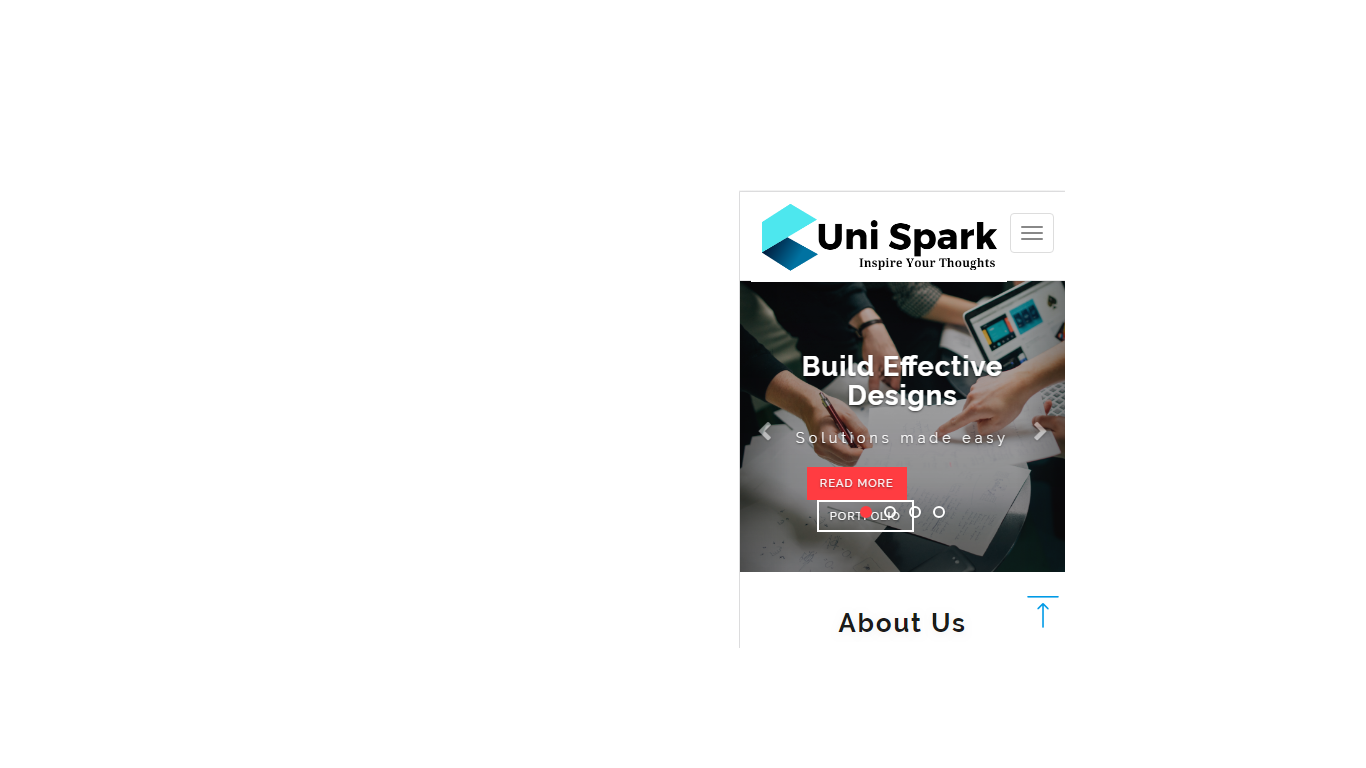 Uni Spark
Inspire Your Thoughts
Build Effective
Designs
Solutions made easy
READ MORE
PORTFOLIO
About Us